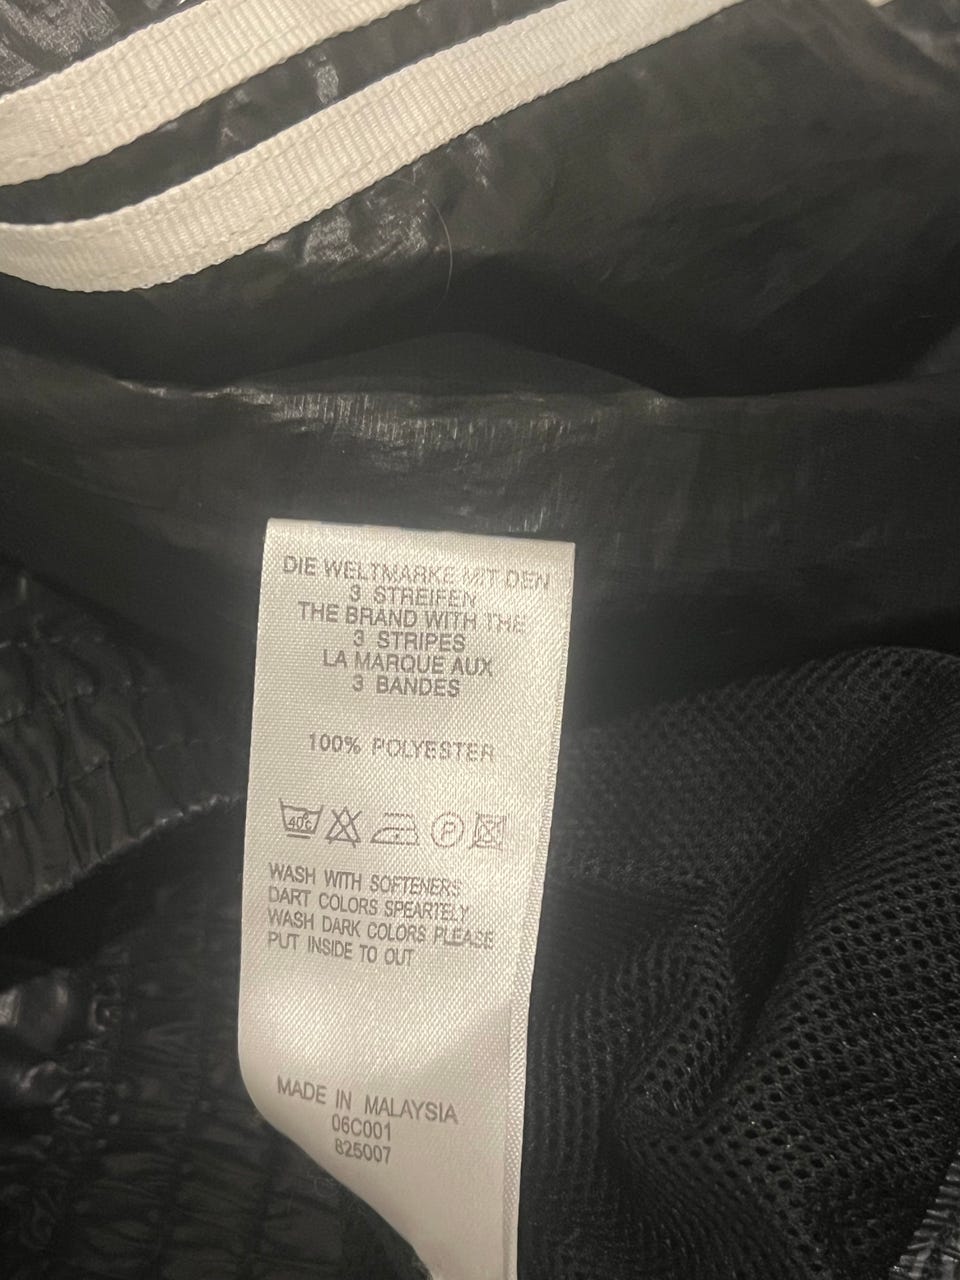 DIE WELTMARKE MIT DEN
3 STREIFEN
THE BRAND WITH THE
3 STRIPES
LA MARQUE AUX
3 BANDES
100% POLYESTER
40°c P
WASH WITH SOFTENERS
DART COLORS SPEARTELY
WASH DARK COLORS PLEASE
PUT INSIDE TO OUT
MADE IN MALAYSIA
06C001
825007